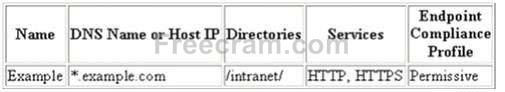 Name DNS Name or Host IP Directories Services Endpoint Compliance Profile
Freecram.com
Example *.example.com /intranet/ HTTP, HTTPS Permissive